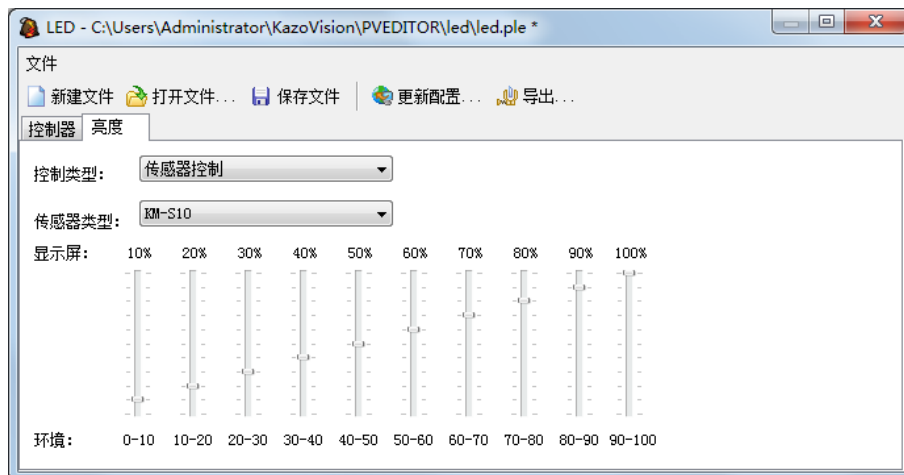 LED - C:\Users\Administrator\KazoVision\PVEDITOR\led\led.ple *
文件
新建文件 打开文件... 保存文件 更新配置... 导出...
控制器 亮度
控制类型: 传感器控制
传感器类型: KM-S10
显示屏: 10% 20% 30% 40% 50% 60% 70% 80% 90% 100%
环境: 0-10 10-20 20-30 30-40 40-50 50-60 60-70 70-80 80-90 90-100